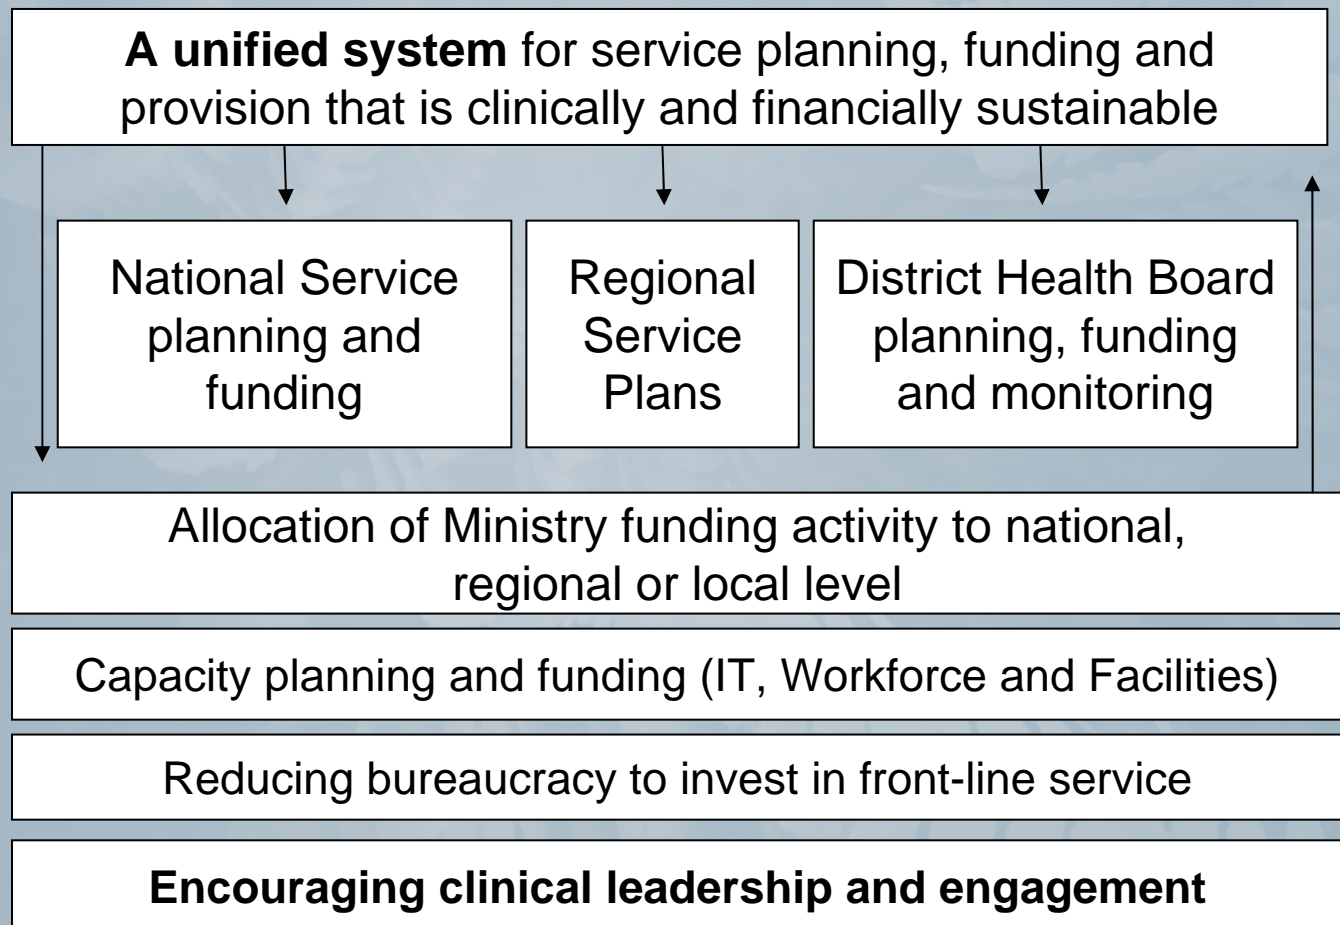 A unified system for service planning, funding and
provision that is clinically and financially sustainable
National Service
planning and
funding
Regional
Service
Plans
District Health Board
planning, funding
and monitoring
Allocation of Ministry funding activity to national,
regional or local level
Capacity planning and funding (IT, Workforce and Facilities)
Reducing bureaucracy to invest in front-line service
Encouraging clinical leadership and engagement